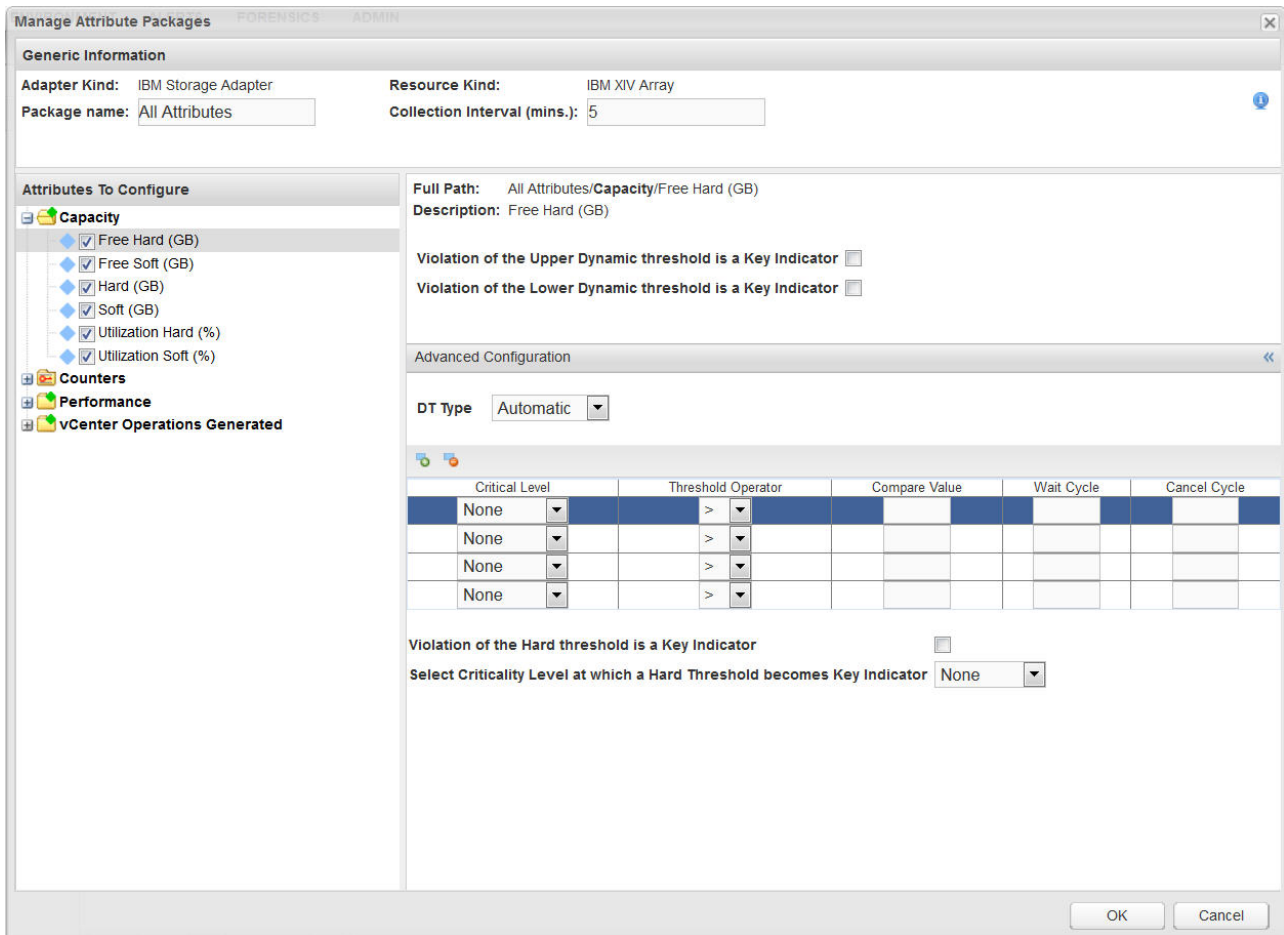 ENVIRONMENT ALERTS FORENSICS ADMIN
Manage Attribute Packages
Generic Information
Adapter Kind: IBM Storage Adapter Resource Kind: IBM XIV Array
Package name: All Attributes Collection Interval (mins.): 5
Attributes To Configure
Capacity
Free Hard (GB)
Free Soft (GB)
Hard (GB)
Soft (GB)
Utilization Hard (%)
Utilization Soft (%)
Counters
Performance
vCenter Operations Generated
Full Path: All Attributes/Capacity/Free Hard (GB)
Description: Free Hard (GB)
Violation of the Upper Dynamic threshold is a Key Indicator
Violation of the Lower Dynamic threshold is a Key Indicator
Advanced Configuration «
DT Type Automatic
Critical Level Threshold Operator Compare Value Wait Cycle Cancel Cycle
None >
None >
None >
None >
Violation of the Hard threshold is a Key Indicator
Select Criticality Level at which a Hard Threshold becomes Key Indicator None
OK Cancel